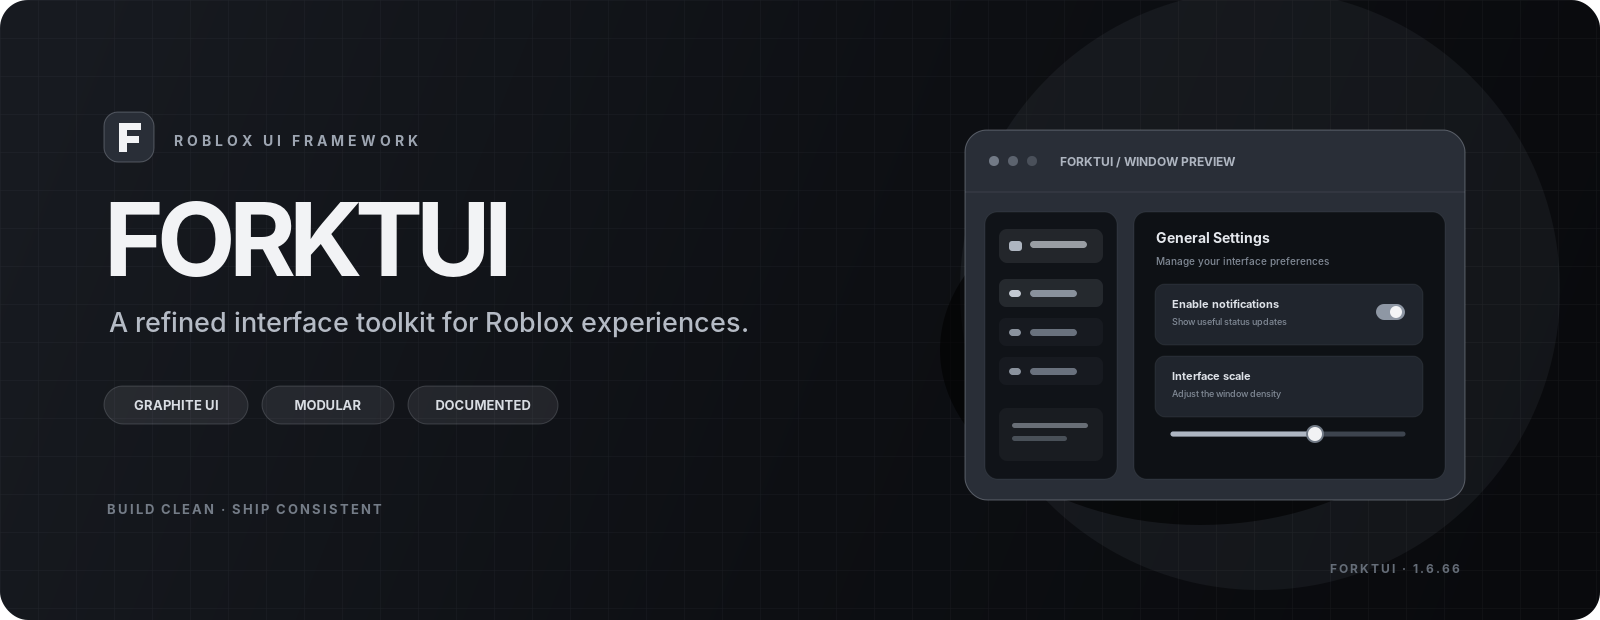 F
ROBLOX UI FRAMEWORK
FORKTUI
A refined interface toolkit for Roblox experiences.
GRAPHITE UI
MODULAR
DOCUMENTED
BUILD CLEAN · SHIP CONSISTENT
FORKTUI / WINDOW PREVIEW
General Settings
Manage your interface preferences
Enable notifications
Show useful status updates
Interface scale
Adjust the window density
FORKTUI · 1.6.66